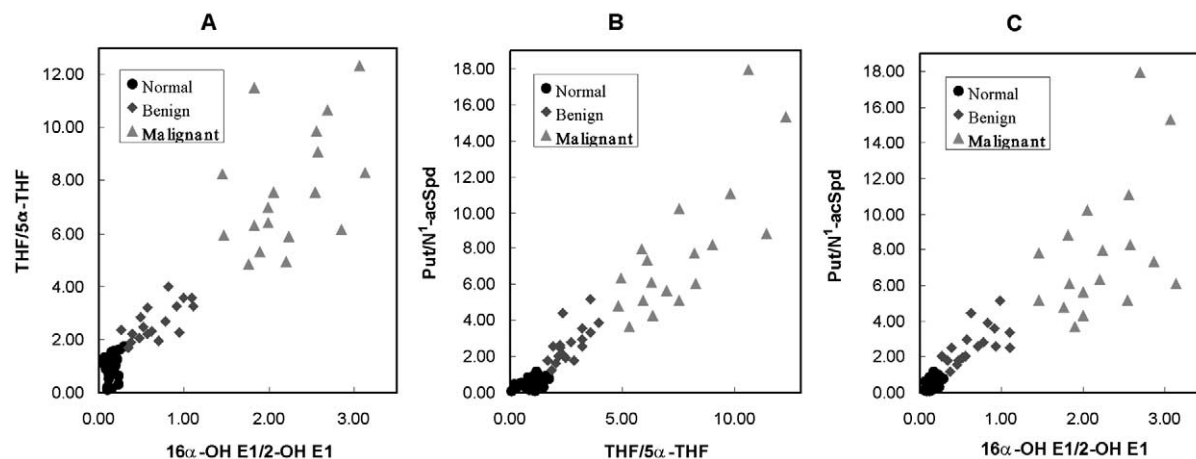 A
THF/5α-THF
12.00
10.00
8.00
6.00
4.00
2.00
0.00
Normal
Benign
Malignant
0.00 1.00 2.00 3.00
16α-OH E1/2-OH E1
B
Put/N¹-acSpd
18.00
16.00
14.00
12.00
10.00
8.00
6.00
4.00
2.00
0.00
Normal
Benign
Malignant
0.00 5.00 10.00
THF/5α-THF
C
Put/N¹-acSpd
18.00
16.00
14.00
12.00
10.00
8.00
6.00
4.00
2.00
0.00
Normal
Benign
Malignant
0.00 1.00 2.00 3.00
16α-OH E1/2-OH E1